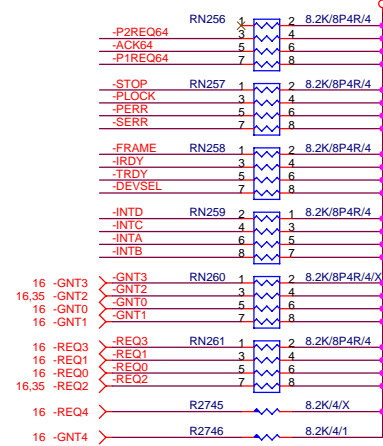 RN256 1 2 8.2K/8P4R/4
-P2REQ64 3 4
-ACK64 5 6
-P1REQ64 7 8
-STOP RN257 1 2 8.2K/8P4R/4
-PLOCK 3 4
-PERR 5 6
-SERR 7 8
-FRAME RN258 1 2 8.2K/8P4R/4
-IRDY 3 4
-TRDY 5 6
-DEVSEL 7 8
-INTD RN259 2 1 8.2K/8P4R/4
-INTC 4 3
-INTA 6 5
-INTB 8 7
16 -GNT3 -GNT3 RN260 1 2 8.2K/8P4R/4/X
16,35 -GNT2 -GNT2 3 4
16 -GNT0 -GNT0 5 6
16 -GNT1 -GNT1 7 8
16 -REQ3 -REQ3 RN261 1 2 8.2K/8P4R/4
16 -REQ1 -REQ1 3 4
16 -REQ0 -REQ0 5 6
16,35 -REQ2 -REQ2 7 8
16 -REQ4 R2745 8.2K/4/X
16 -GNT4 R2746 8.2K/4/1